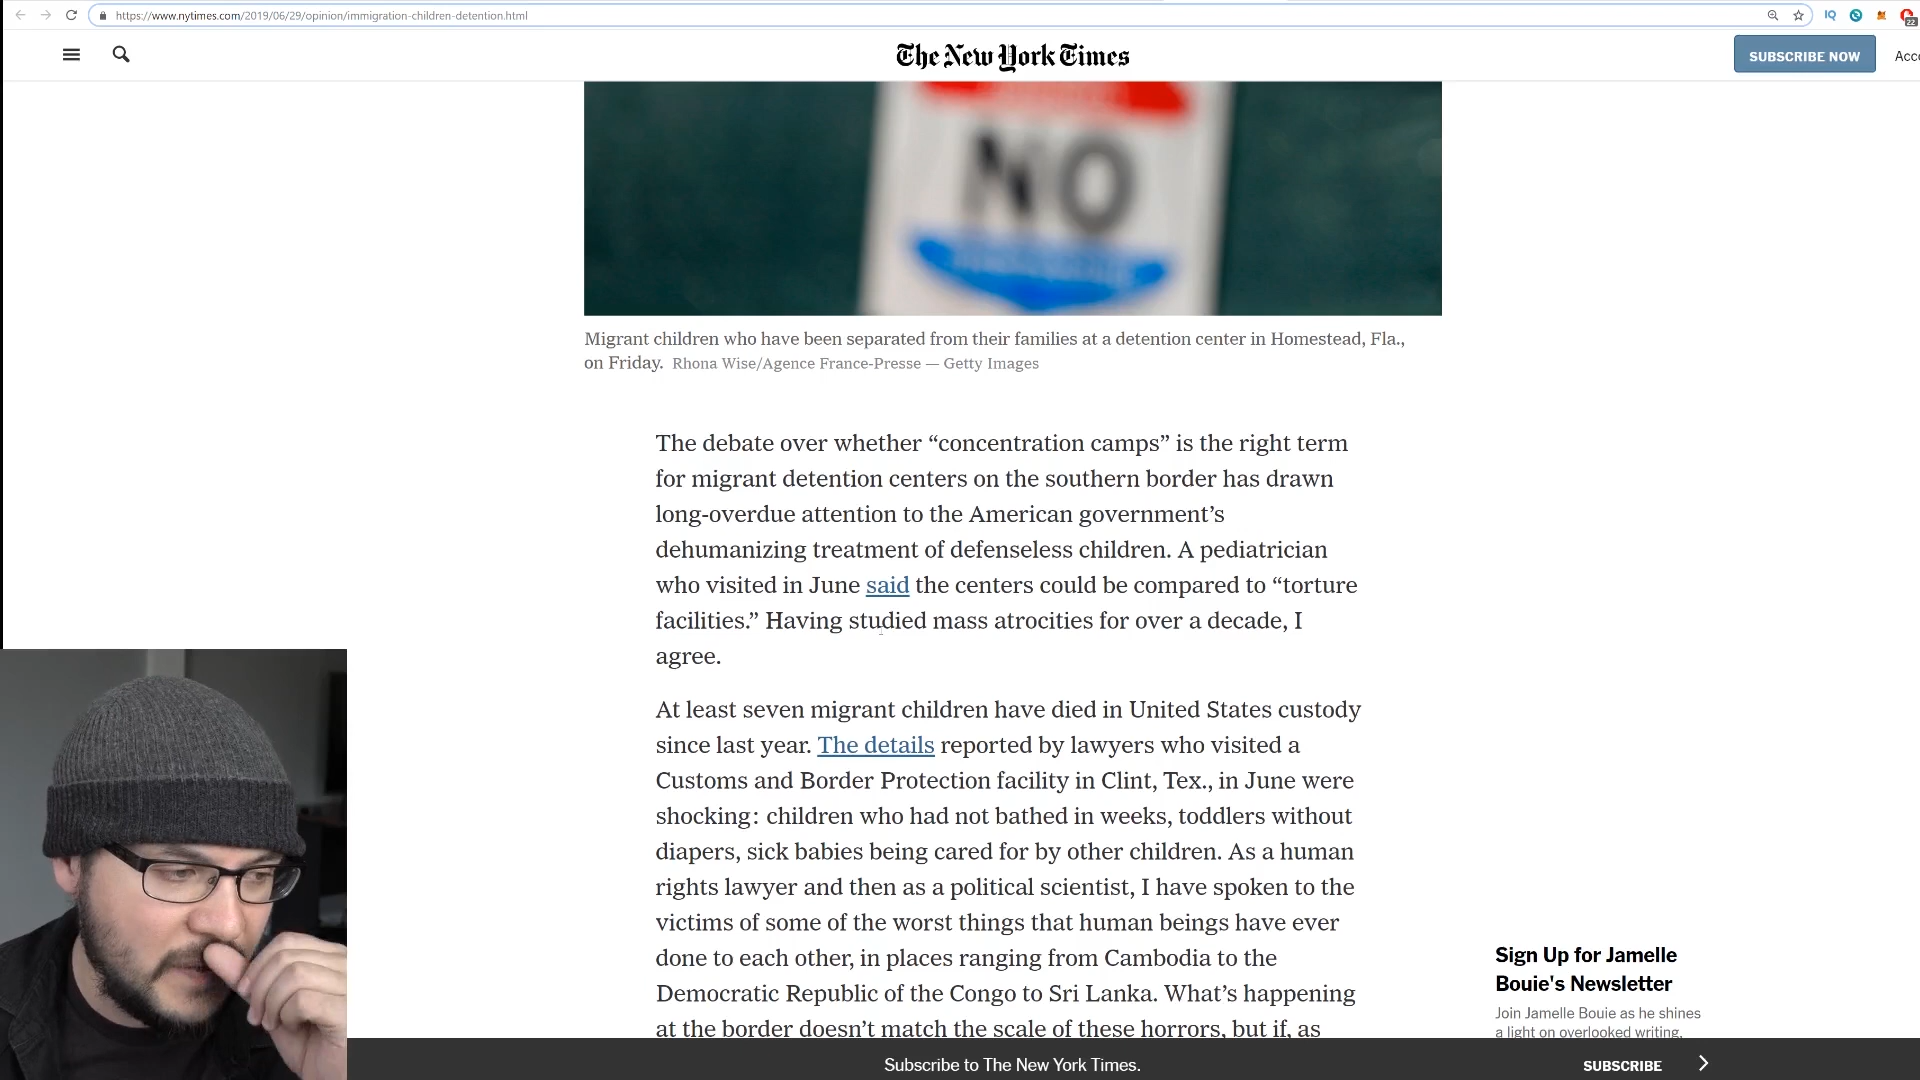 https://www.nytimes.com/2019/06/29/opinion/immigration-children-detention.html
22
The New York Times
SUBSCRIBE NOW
NO
Migrant children who have been separated from their families at a detention center in Homestead, Fla.,
on Friday. Rhona Wise/Agence France-Presse — Getty Images
The debate over whether “concentration camps” is the right term
for migrant detention centers on the southern border has drawn
long-overdue attention to the American government’s
dehumanizing treatment of defenseless children. A pediatrician
who visited in June said the centers could be compared to “torture
facilities.” Having studied mass atrocities for over a decade, I
agree.
At least seven migrant children have died in United States custody
since last year. The details reported by lawyers who visited a
Customs and Border Protection facility in Clint, Tex., in June were
shocking: children who had not bathed in weeks, toddlers without
diapers, sick babies being cared for by other children. As a human
rights lawyer and then as a political scientist, I have spoken to the
victims of some of the worst things that human beings have ever
done to each other, in places ranging from Cambodia to the
Democratic Republic of the Congo to Sri Lanka. What’s happening
at the border doesn’t match the scale of these horrors, but if, as
Sign Up for Jamelle
Bouie's Newsletter
Join Jamelle Bouie as he shines
a light on overlooked writing,
Subscribe to The New York Times.
SUBSCRIBE